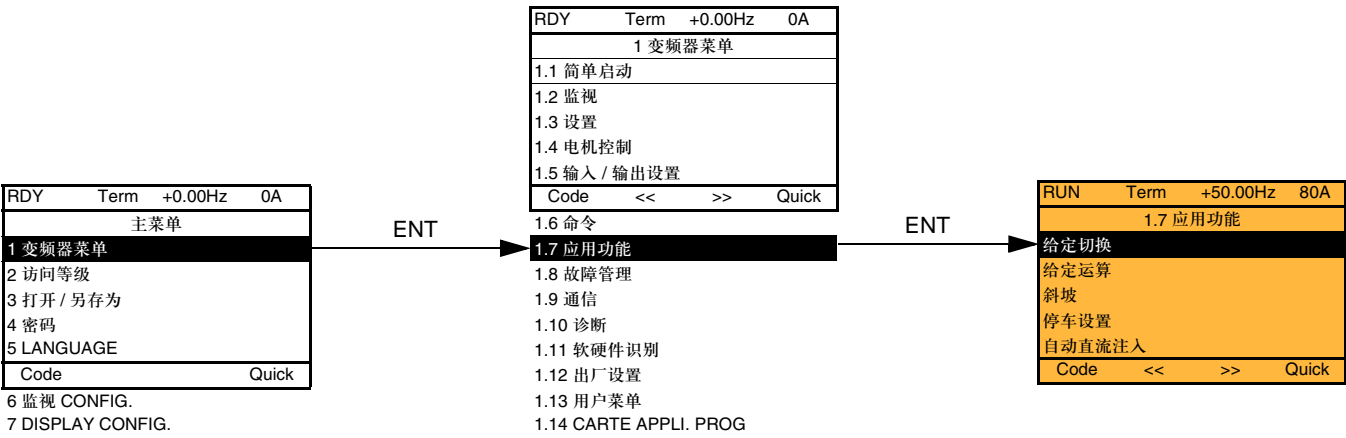 RDY Term +0.00Hz 0A
主菜单
1 变频器菜单
2 访问等级
3 打开 / 另存为
4 密码
5 LANGUAGE
Code Quick
6 监视 CONFIG.
7 DISPLAY CONFIG.
ENT
RDY Term +0.00Hz 0A
1 变频器菜单
1.1 简单启动
1.2 监视
1.3 设置
1.4 电机控制
1.5 输入 / 输出设置
Code << >> Quick
1.6 命令
1.7 应用功能
1.8 故障管理
1.9 通信
1.10 诊断
1.11 软硬件识别
1.12 出厂设置
1.13 用户菜单
1.14 CARTE APPLI. PROG
ENT
RUN Term +50.00Hz 80A
1.7 应用功能
给定切换
给定运算
斜坡
停车设置
自动直流注入
Code << >> Quick